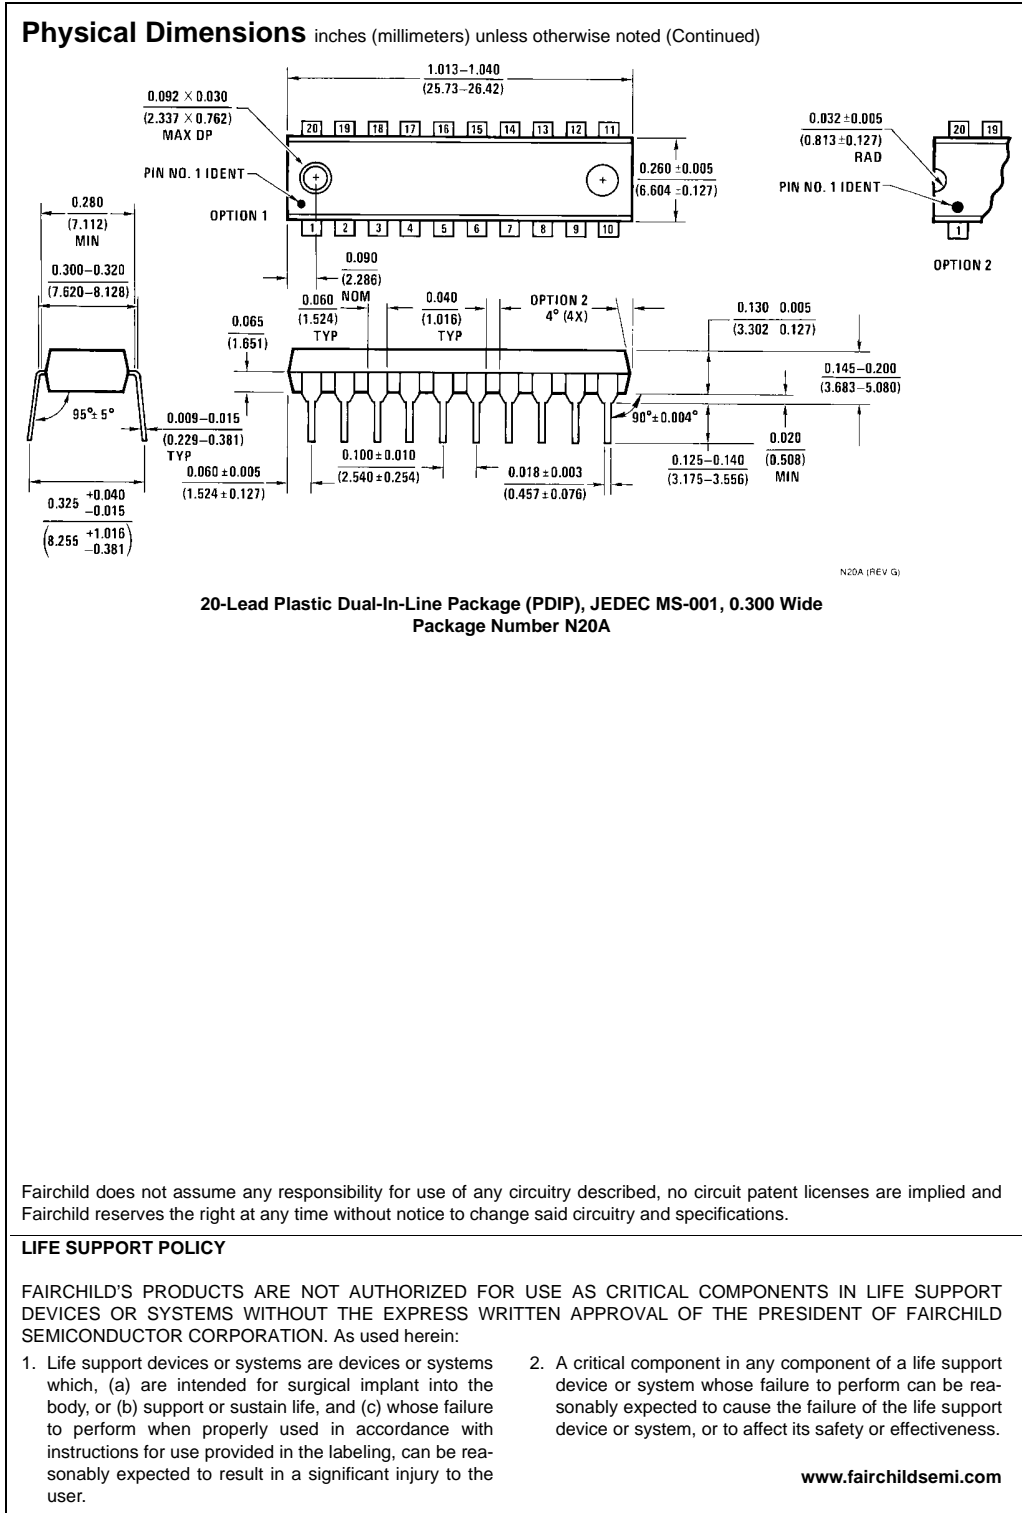 Physical Dimensions inches (millimeters) unless otherwise noted (Continued)
1.013–1.040
(25.73–26.42)
0.092 × 0.030
(2.337 × 0.762)
MAX DP
20 19 18 17 16 15 14 13 12 11
0.032 ±0.005
(0.813 ±0.127)
RAD
20 19
PIN NO. 1 IDENT
0.260 ±0.005
(6.604 ±0.127)
PIN NO. 1 IDENT
OPTION 1
1 2 3 4 5 6 7 8 9 10
1
OPTION 2
0.280
(7.112)
MIN
0.090
(2.286)
NOM
0.300–0.320
(7.620–8.128)
0.060
(1.524)
TYP
0.040
(1.016)
TYP
OPTION 2
4° (4X)
0.130 0.005
(3.302 0.127)
0.065
(1.651)
0.145–0.200
(3.683–5.080)
95° ± 5°
0.009–0.015
(0.229–0.381)
TYP
90° ± 0.004°
0.020
(0.508)
MIN
0.100 ± 0.010
(2.540 ± 0.254)
0.125–0.140
(3.175–3.556)
0.060 ±0.005
(1.524 ± 0.127)
0.018 ± 0.003
(0.457 ± 0.076)
0.325 +0.040
–0.015
(8.255 +1.016
–0.381)
N20A (REV G)
20-Lead Plastic Dual-In-Line Package (PDIP), JEDEC MS-001, 0.300 Wide
Package Number N20A
Fairchild does not assume any responsibility for use of any circuitry described, no circuit patent licenses are implied and
Fairchild reserves the right at any time without notice to change said circuitry and specifications.
LIFE SUPPORT POLICY
FAIRCHILD'S PRODUCTS ARE NOT AUTHORIZED FOR USE AS CRITICAL COMPONENTS IN LIFE SUPPORT
DEVICES OR SYSTEMS WITHOUT THE EXPRESS WRITTEN APPROVAL OF THE PRESIDENT OF FAIRCHILD
SEMICONDUCTOR CORPORATION. As used herein:
1. Life support devices or systems are devices or systems
which, (a) are intended for surgical implant into the
body, or (b) support or sustain life, and (c) whose failure
to perform when properly used in accordance with
instructions for use provided in the labeling, can be rea-
sonably expected to result in a significant injury to the
user.
2. A critical component in any component of a life support
device or system whose failure to perform can be rea-
sonably expected to cause the failure of the life support
device or system, or to affect its safety or effectiveness.
www.fairchildsemi.com